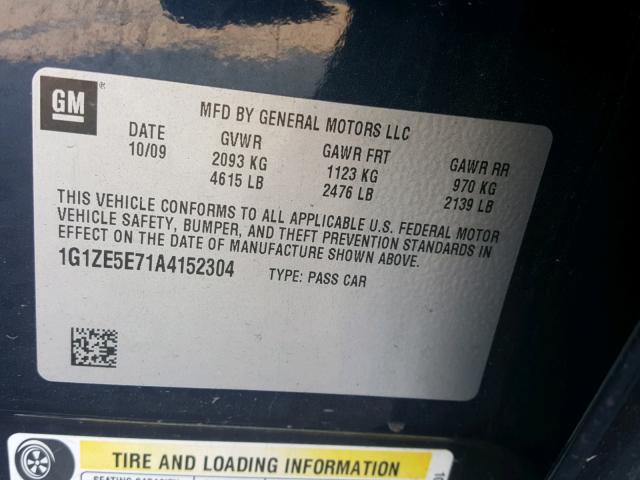 GM
MFD BY GENERAL MOTORS LLC
DATE GVWR GAWR FRT GAWR RR
10/09 2093 KG 1123 KG 970 KG
4615 LB 2476 LB 2139 LB
THIS VEHICLE CONFORMS TO ALL APPLICABLE U.S. FEDERAL MOTOR
VEHICLE SAFETY, BUMPER, AND THEFT PREVENTION STANDARDS IN
EFFECT ON THE DATE OF MANUFACTURE SHOWN ABOVE.
1G1ZE5E71A4152304 TYPE: PASS CAR
TIRE AND LOADING INFORMATION